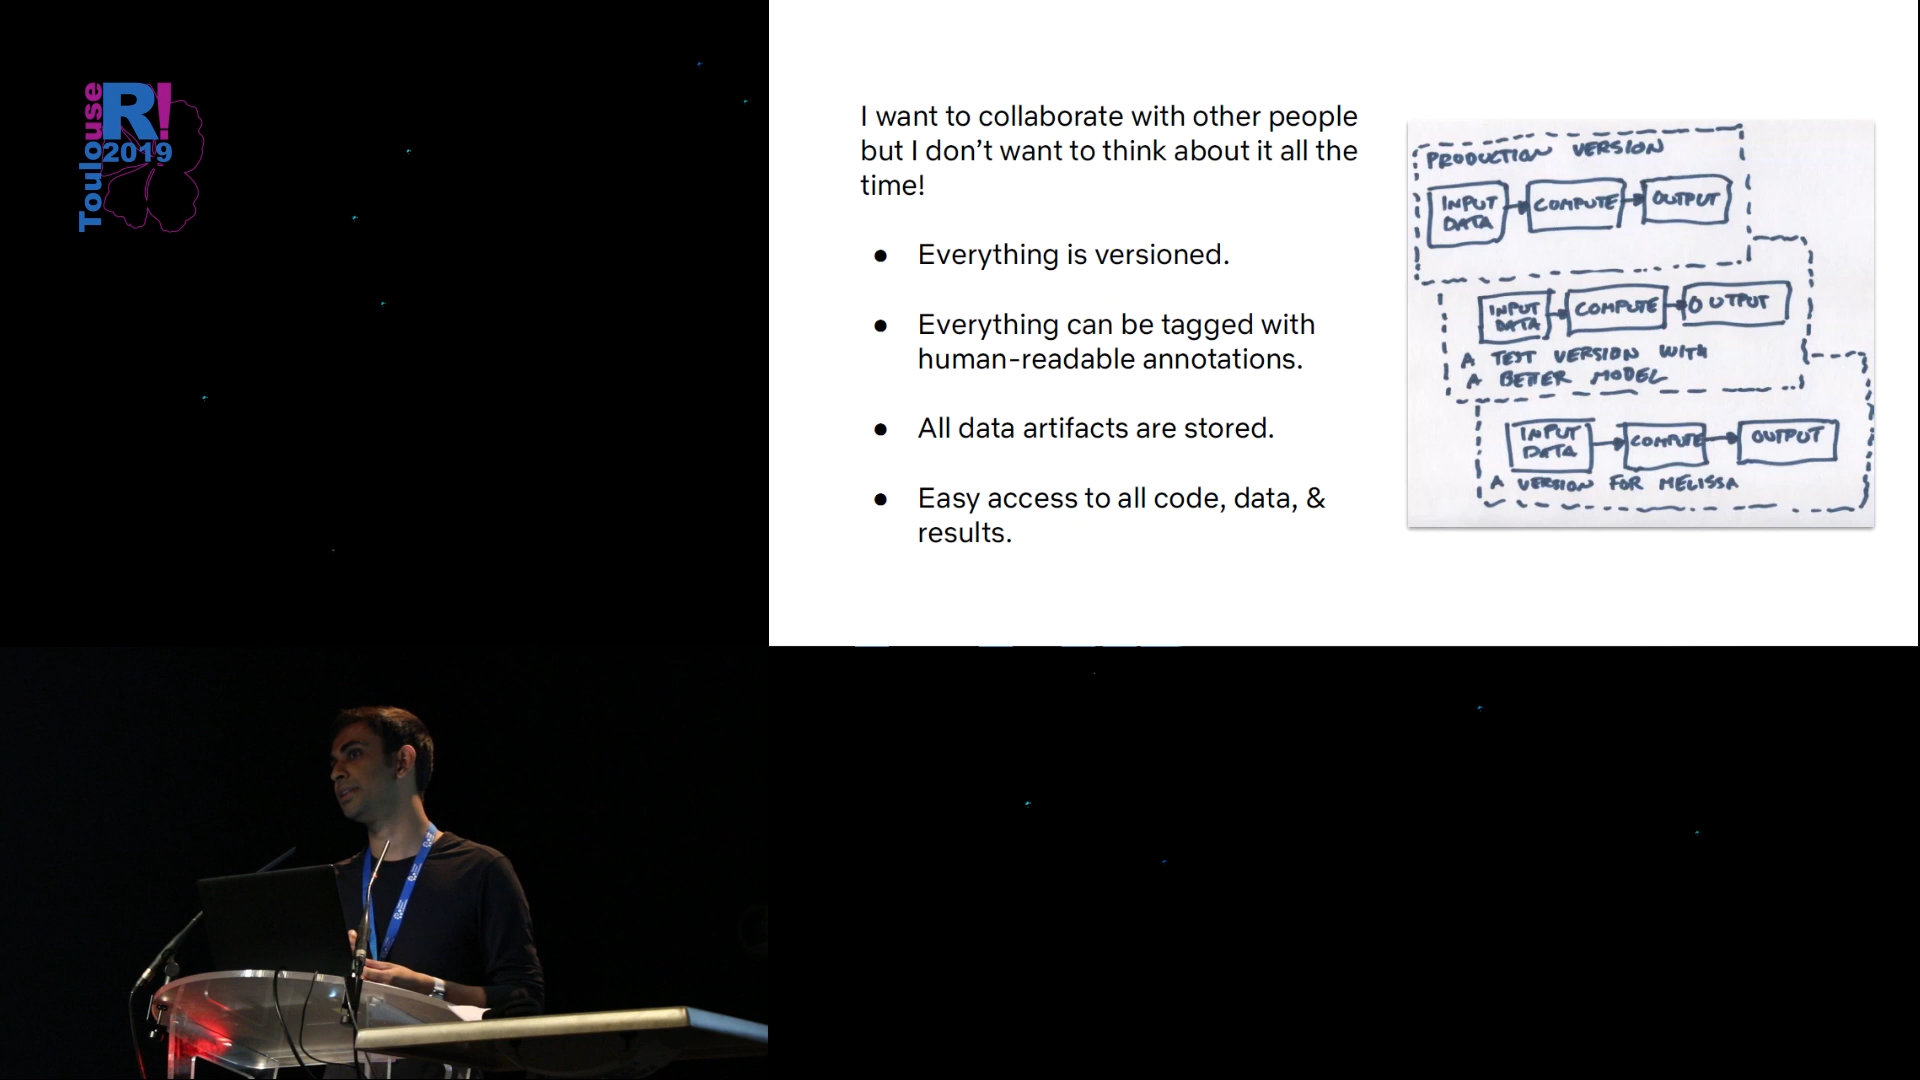 Toulouse
R!
2019
I want to collaborate with other people
but I don’t want to think about it all the
time!
● Everything is versioned.
● Everything can be tagged with
human-readable annotations.
● All data artifacts are stored.
● Easy access to all code, data, &
results.
PRODUCTION VERSION
INPUT DATA
COMPUTE
OUTPUT
INPUT DATA
COMPUTE
OUTPUT
A TEST VERSION WITH
A BETTER MODEL
INPUT DATA
COMPUTE
OUTPUT
A VERSION FOR MELISSA